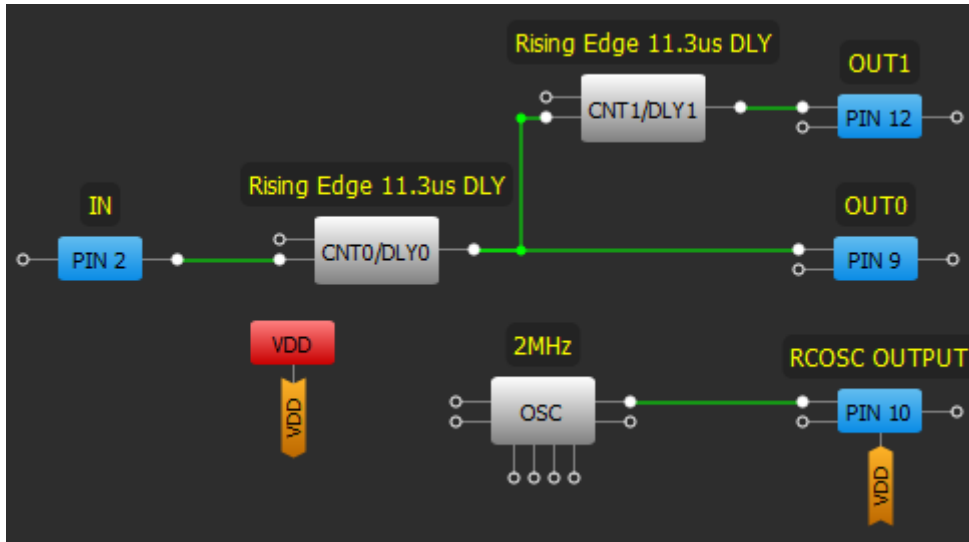 Rising Edge 11.3us DLY
OUT1
CNT1/DLY1
PIN 12
Rising Edge 11.3us DLY
IN
OUT0
PIN 2
CNT0/DLY0
PIN 9
VDD
2MHz
RCOSC OUTPUT
VDD
OSC
PIN 10
VDD